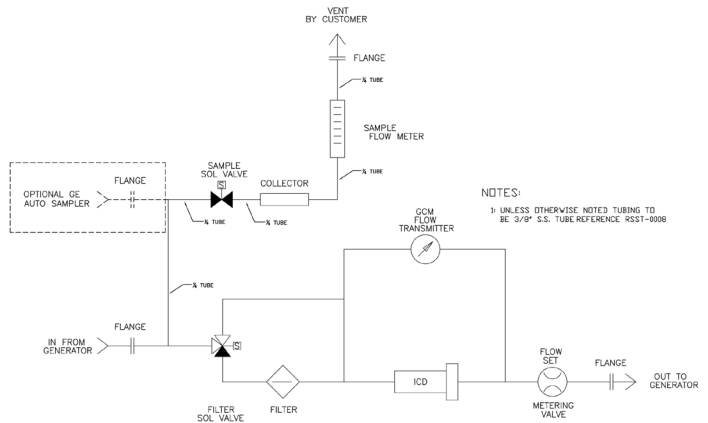 VENT
BY CUSTOMER
FLANGE
¼ TUBE
SAMPLE
FLOW METER
¼ TUBE
SAMPLE
SOL VALVE
S
COLLECTOR
FLANGE
OPTIONAL GE
AUTO SAMPLER
¼ TUBE
¼ TUBE
NOTES:
1: UNLESS OTHERWISE NOTED TUBING TO
BE 3/8" S.S. TUBE REFERENCE RSST-0008
GCM
FLOW
TRANSMITTER
¼ TUBE
FLANGE
IN FROM
GENERATOR
S
FILTER
SOL VALVE
FILTER
ICD
FLOW
SET
METERING
VALVE
FLANGE
OUT TO
GENERATOR